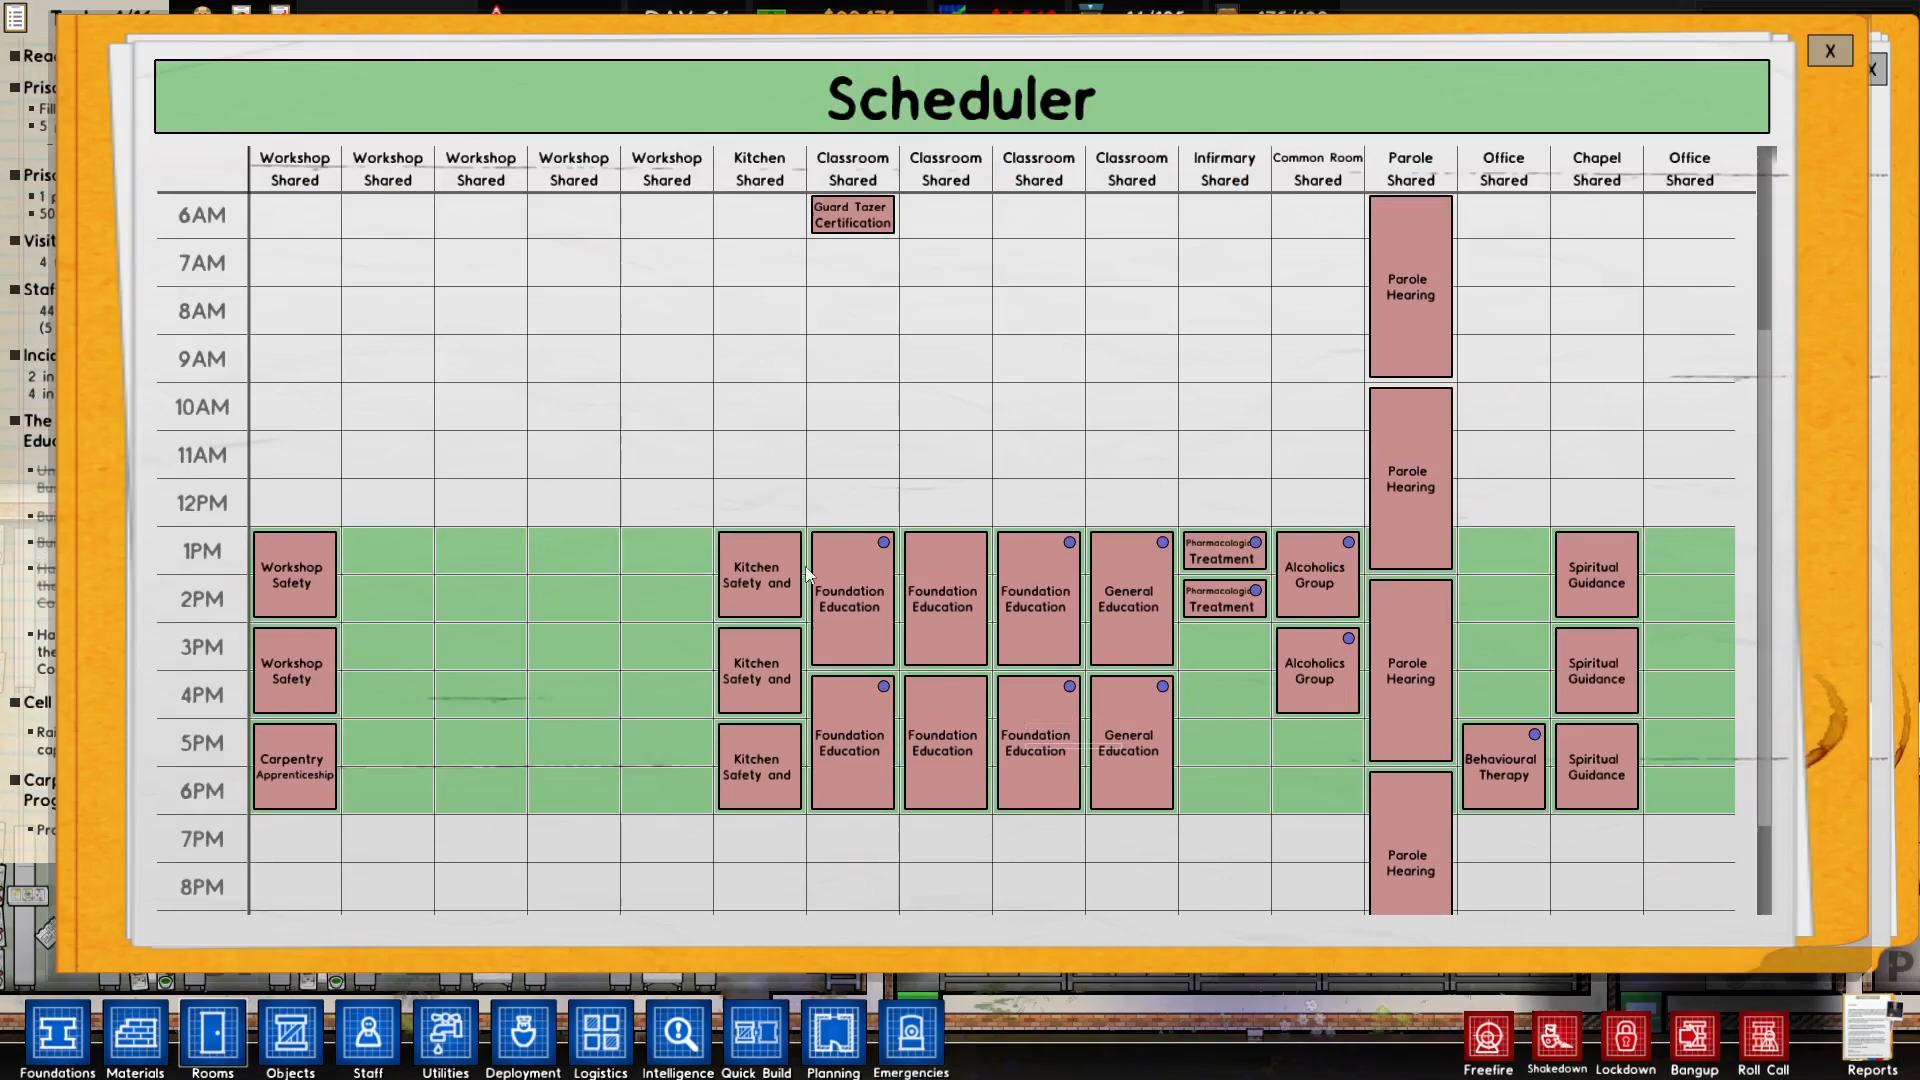 Scheduler
X
X
Workshop Workshop Workshop Workshop Workshop Kitchen Classroom Classroom Classroom Classroom Infirmary Common Room Parole Office Chapel Office
Shared Shared Shared Shared Shared Shared Shared Shared Shared Shared Shared Shared Shared Shared Shared Shared
6AM
7AM
8AM
9AM
10AM
11AM
12PM
1PM
2PM
3PM
4PM
5PM
6PM
7PM
8PM
Workshop
Safety
Workshop
Safety
Carpentry
Apprenticeship
Kitchen
Safety and
Kitchen
Safety and
Kitchen
Safety and
Guard Tazer
Certification
Foundation
Education
Foundation
Education
Foundation
Education
Foundation
Education
Foundation
Education
Foundation
Education
General
Education
General
Education
Pharmacologic
Treatment
Pharmacologic
Treatment
Alcoholics
Group
Alcoholics
Group
Parole
Hearing
Parole
Hearing
Parole
Hearing
Parole
Hearing
Behavioural
Therapy
Spiritual
Guidance
Spiritual
Guidance
Spiritual
Guidance
Foundations Materials Rooms Objects Staff Utilities Deployment Logistics Intelligence Quick Build Planning Emergencies Freefire Shakedown Lockdown Bangup Roll Call Reports